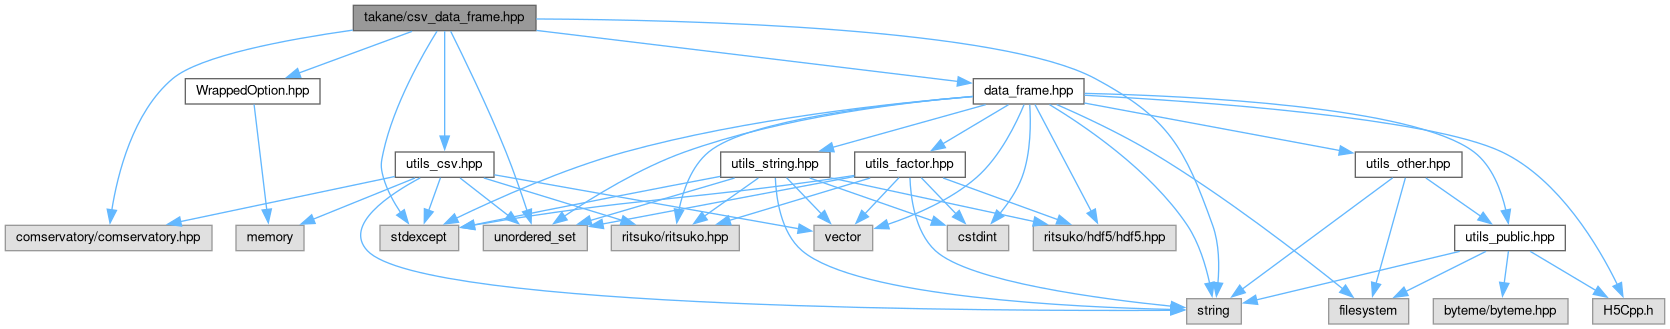 takane/csv_data_frame.hpp
WrappedOption.hpp
data_frame.hpp
utils_csv.hpp
utils_string.hpp
utils_factor.hpp
utils_other.hpp
comservatory/comservatory.hpp
memory
stdexcept
unordered_set
ritsuko/ritsuko.hpp
vector
cstdint
ritsuko/hdf5/hdf5.hpp
utils_public.hpp
string
filesystem
byteme/byteme.hpp
H5Cpp.h